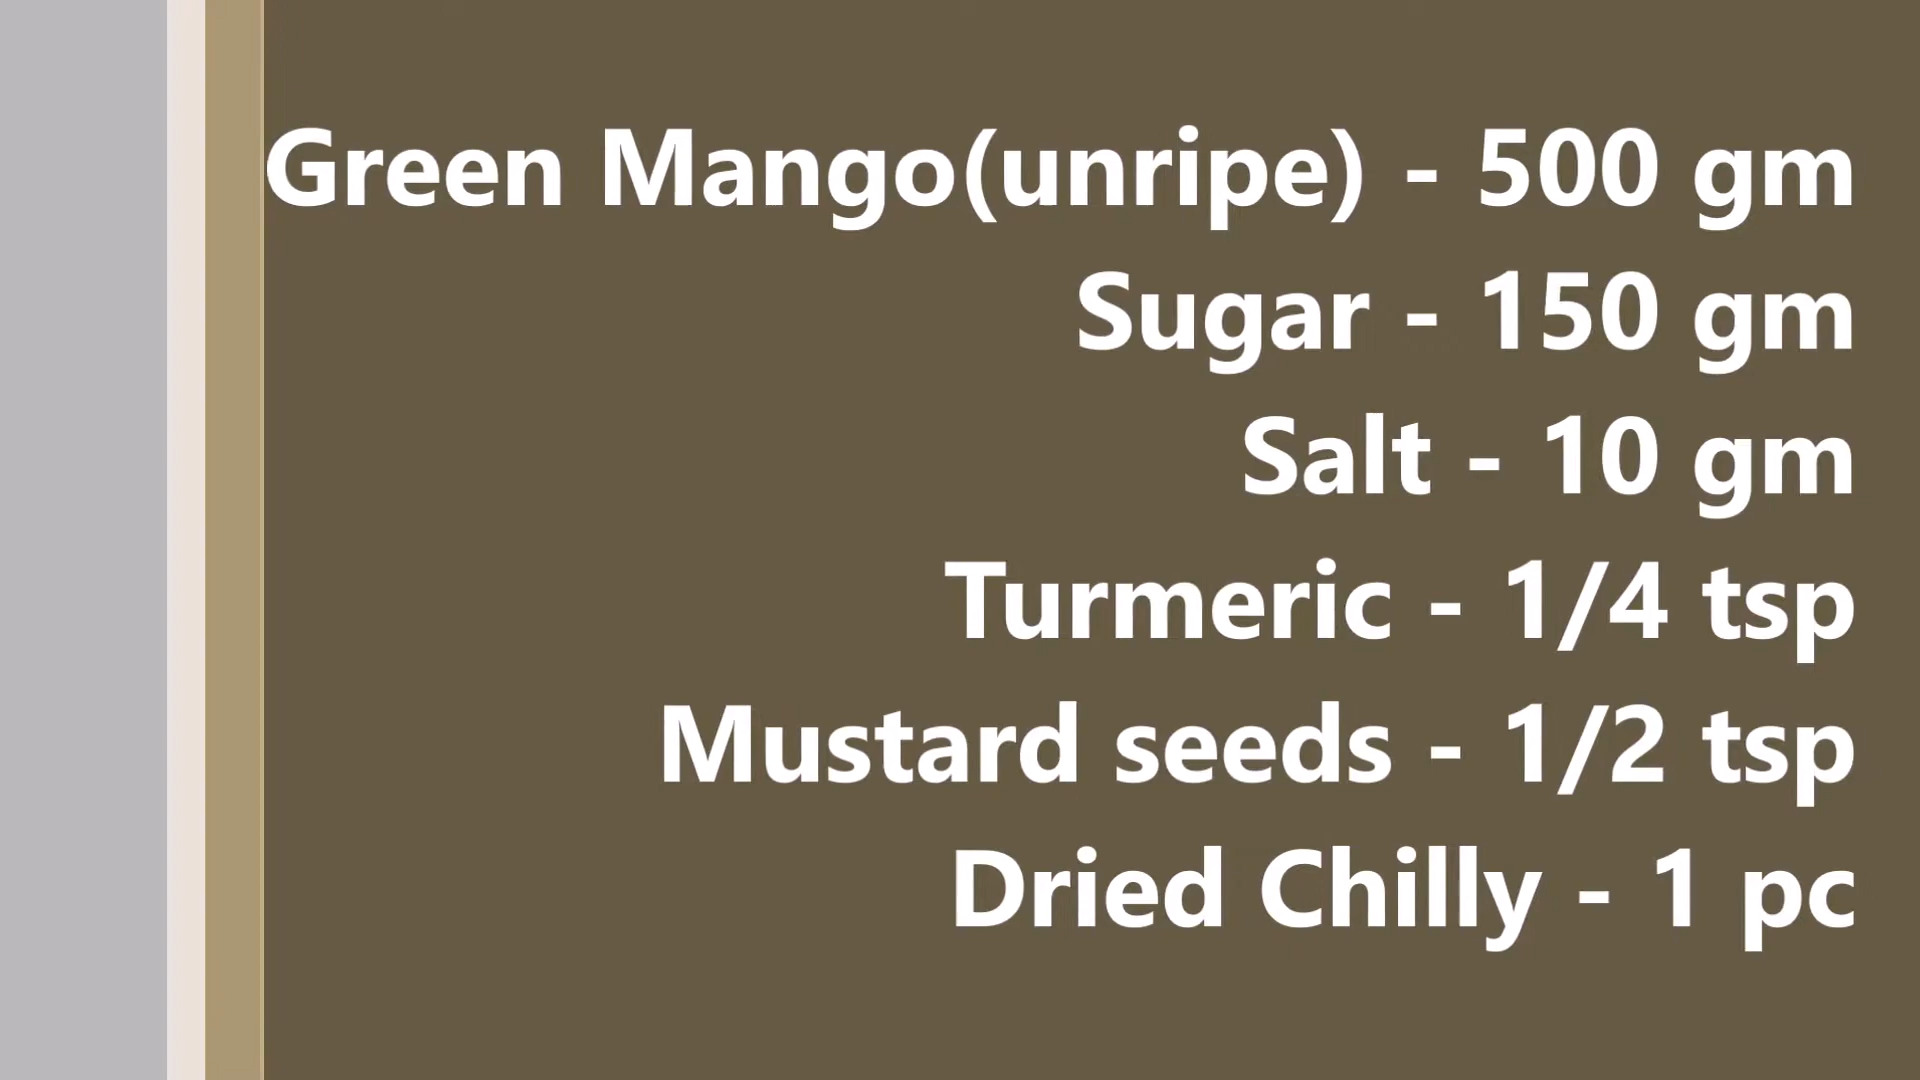 Green Mango(unripe) - 500 gm
Sugar - 150 gm
Salt - 10 gm
Turmeric - 1/4 tsp
Mustard seeds - 1/2 tsp
Dried Chilly - 1 pc